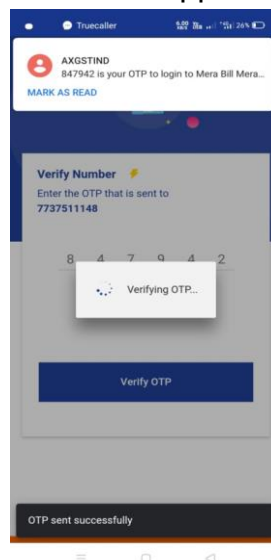 Truecaller
26%
AXGSTIND
847942 is your OTP to login to Mera Bill Mera...
MARK AS READ
Verify Number
Enter the OTP that is sent to
7737511148
8 4 7 9 4 2
Verifying OTP...
Verify OTP
OTP sent successfully